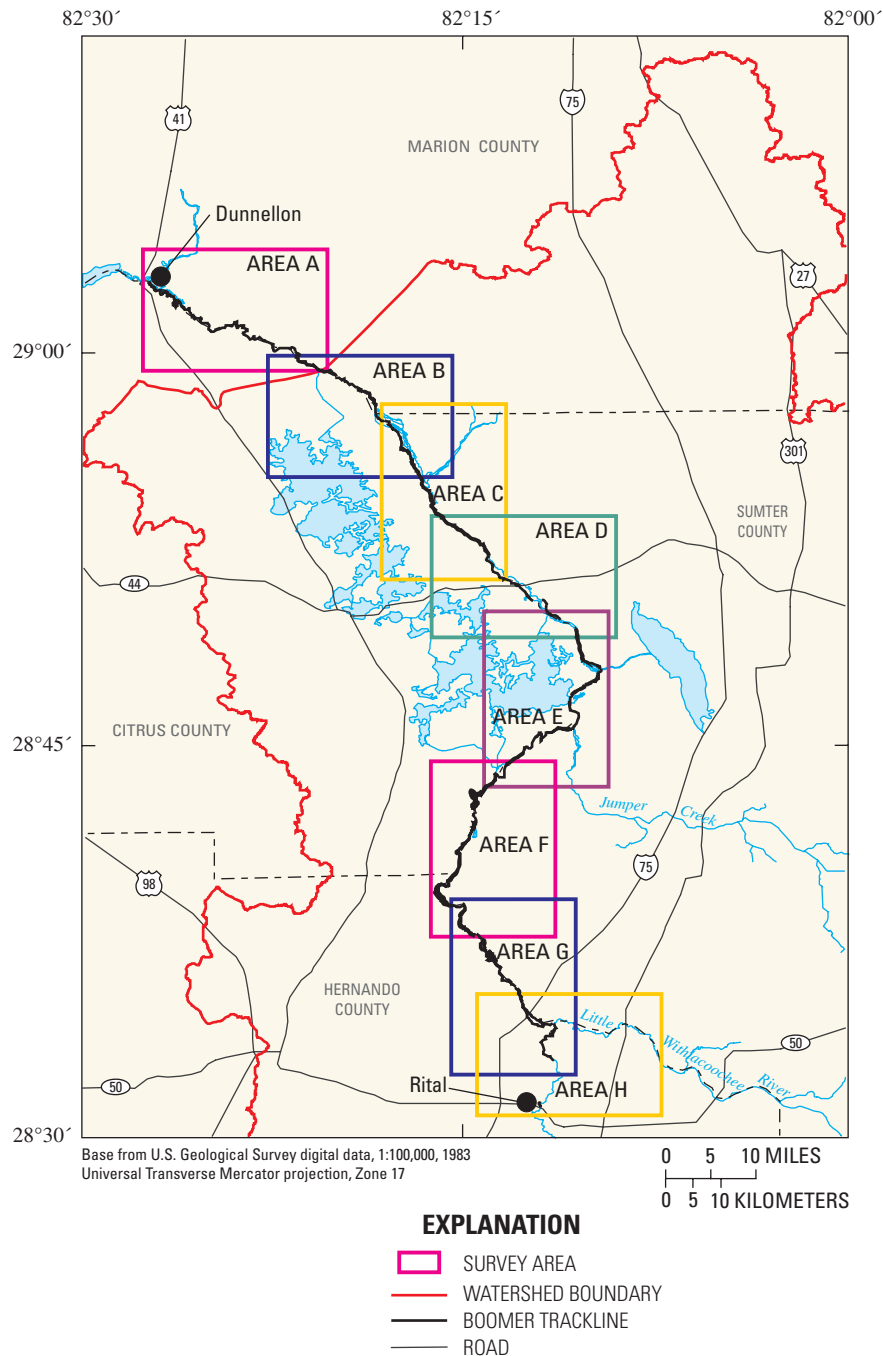 82°30´ 82°15´ 82°00´
41
75
MARION COUNTY
Dunnellon
AREA A
27
29°00´
AREA B
301
AREA C
SUMTER
COUNTY
AREA D
44
AREA E
CITRUS COUNTY
28°45´
Jumper Creek
AREA F
75
98
AREA G
HERNANDO
COUNTY
Little Withlacoochee River
50
Rital
AREA H
50
28°30´
Base from U.S. Geological Survey digital data, 1:100,000, 1983
Universal Transverse Mercator projection, Zone 17
0 5 10 MILES
0 5 10 KILOMETERS
EXPLANATION
SURVEY AREA
WATERSHED BOUNDARY
BOOMER TRACKLINE
ROAD